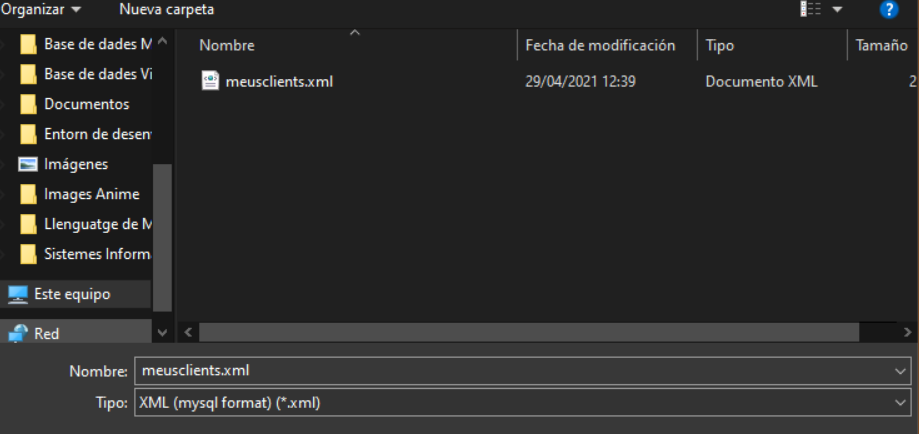 Organizar Nueva carpeta
Nombre Fecha de modificación Tipo Tamaño
Base de dades M
Base de dades Vi
Documentos
Entorn de desen
Imágenes
Images Anime
Llenguatge de M
Sistemes Inform
Este equipo
Red
meusclients.xml 29/04/2021 12:39 Documento XML 2
Nombre: meusclients.xml
Tipo: XML (mysql format) (*.xml)